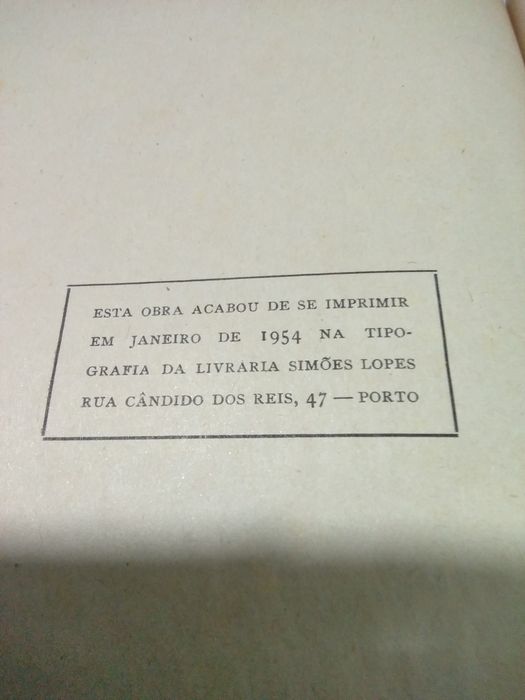 ESTA OBRA ACABOU DE SE IMPRIMIR
EM JANEIRO DE 1954 NA TIPO-
GRAFIA DA LIVRARIA SIMÕES LOPES
RUA CÂNDIDO DOS REIS, 47 — PORTO